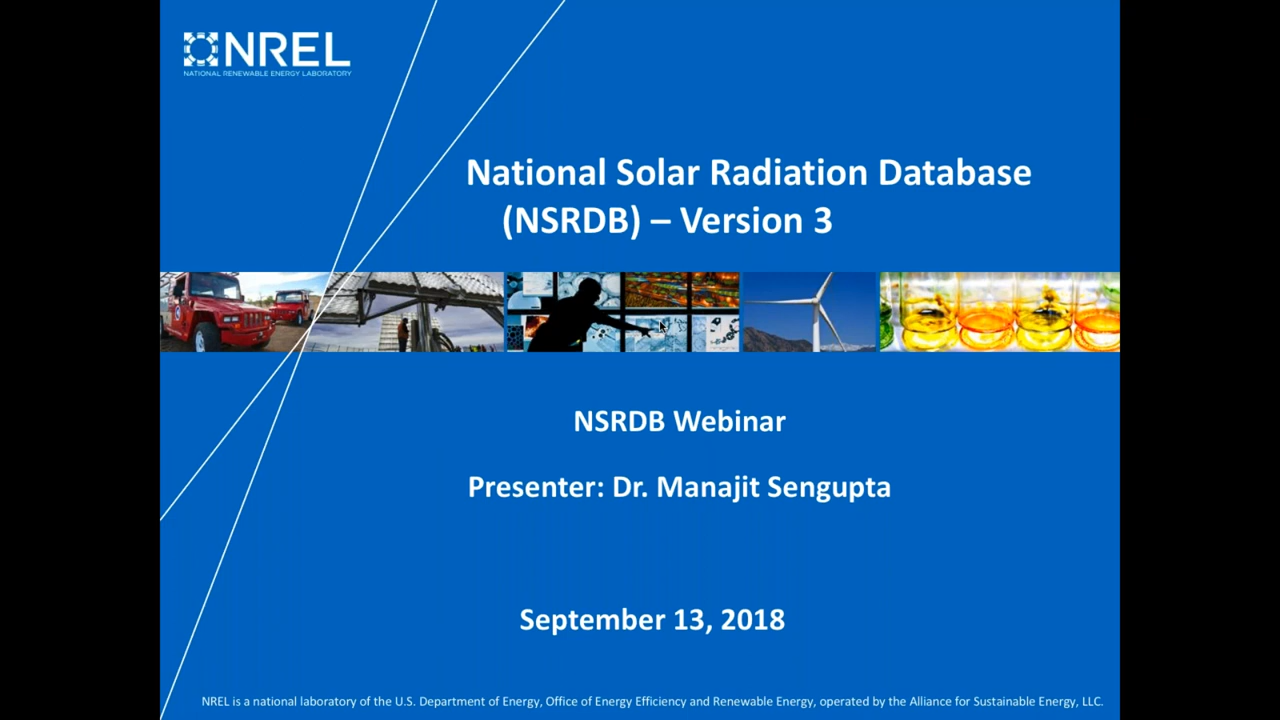 NREL
NATIONAL RENEWABLE ENERGY LABORATORY
National Solar Radiation Database
(NSRDB) – Version 3
NSRDB Webinar
Presenter: Dr. Manajit Sengupta
September 13, 2018
NREL is a national laboratory of the U.S. Department of Energy, Office of Energy Efficiency and Renewable Energy, operated by the Alliance for Sustainable Energy, LLC.